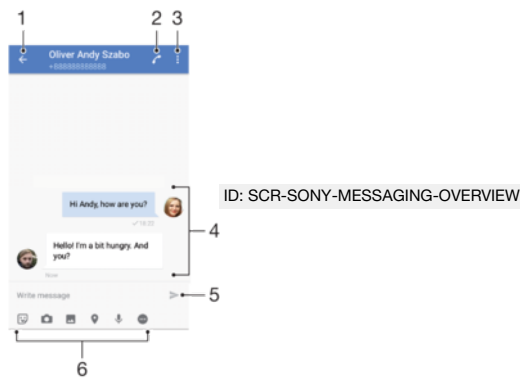 1 2 3
Oliver Andy Szabo
Hi Andy, how are you?
4
Hello! I'm a bit hungry. And
you?
Now
Write message
5
6
ID: SCR-SONY-MESSAGING-OVERVIEW